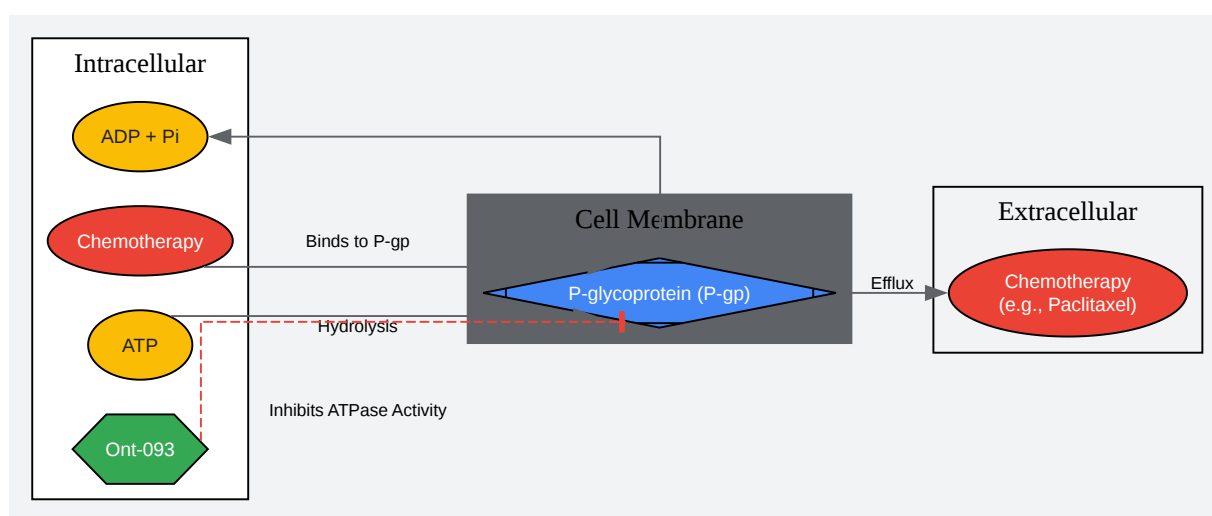 Intracellular
ADP + Pi
Chemotherapy
ATP
Ont-093
Binds to P-gp
Hydrolysis
Inhibits ATPase Activity
Cell Membrane
P-glycoprotein (P-gp)
Efflux
Extracellular
Chemotherapy
(e.g., Paclitaxel)